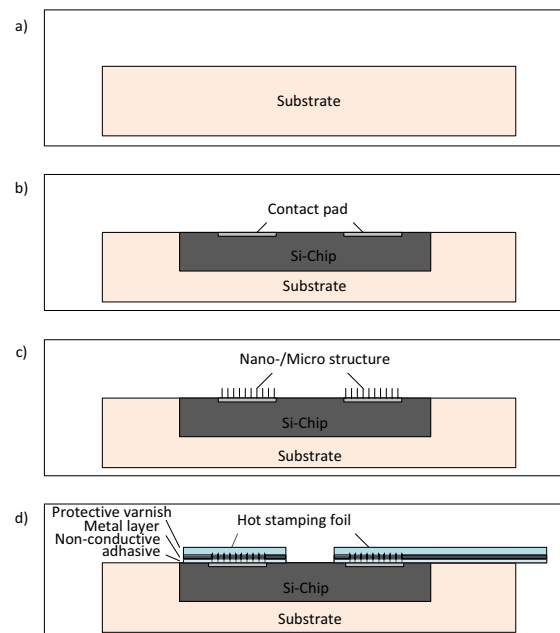 a)
Substrate
b)
Contact pad
Si-Chip
Substrate
c)
Nano-/Micro structure
Si-Chip
Substrate
d)
Protective varnish
Metal layer
Non-conductive
adhasive
Hot stamping foil
Si-Chip
Substrate